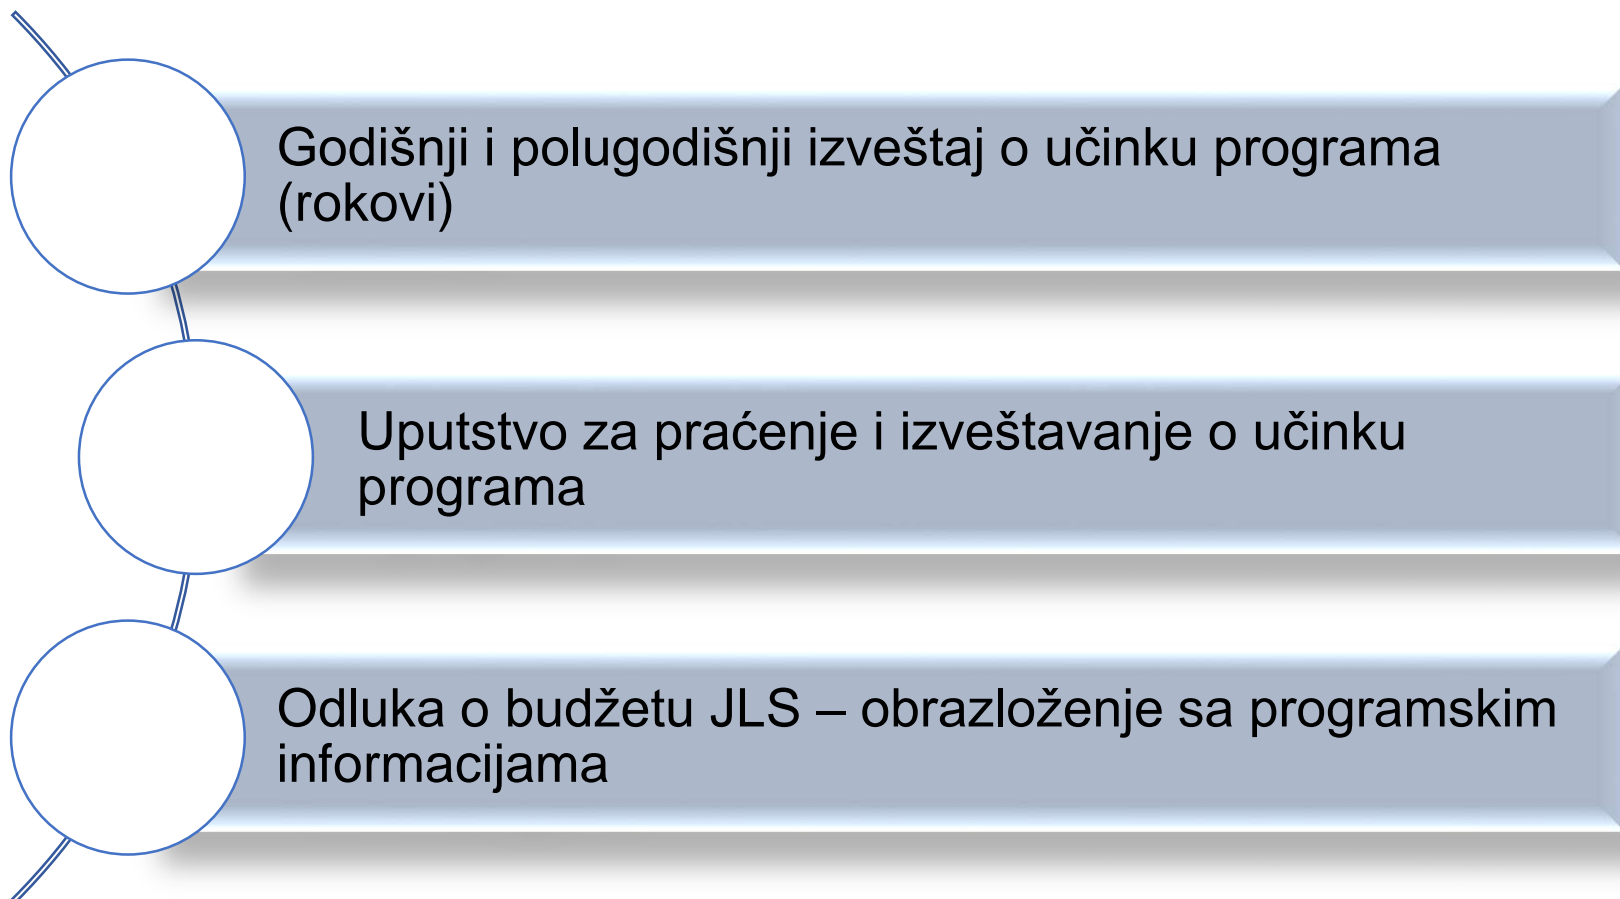 Godišnji i polugodišnji izveštaj o učinku programa
(rokovi)
Uputstvo za praćenje i izveštavanje o učinku
programa
Odluka o budžetu JLS – obrazloženje sa programskim
informacijama